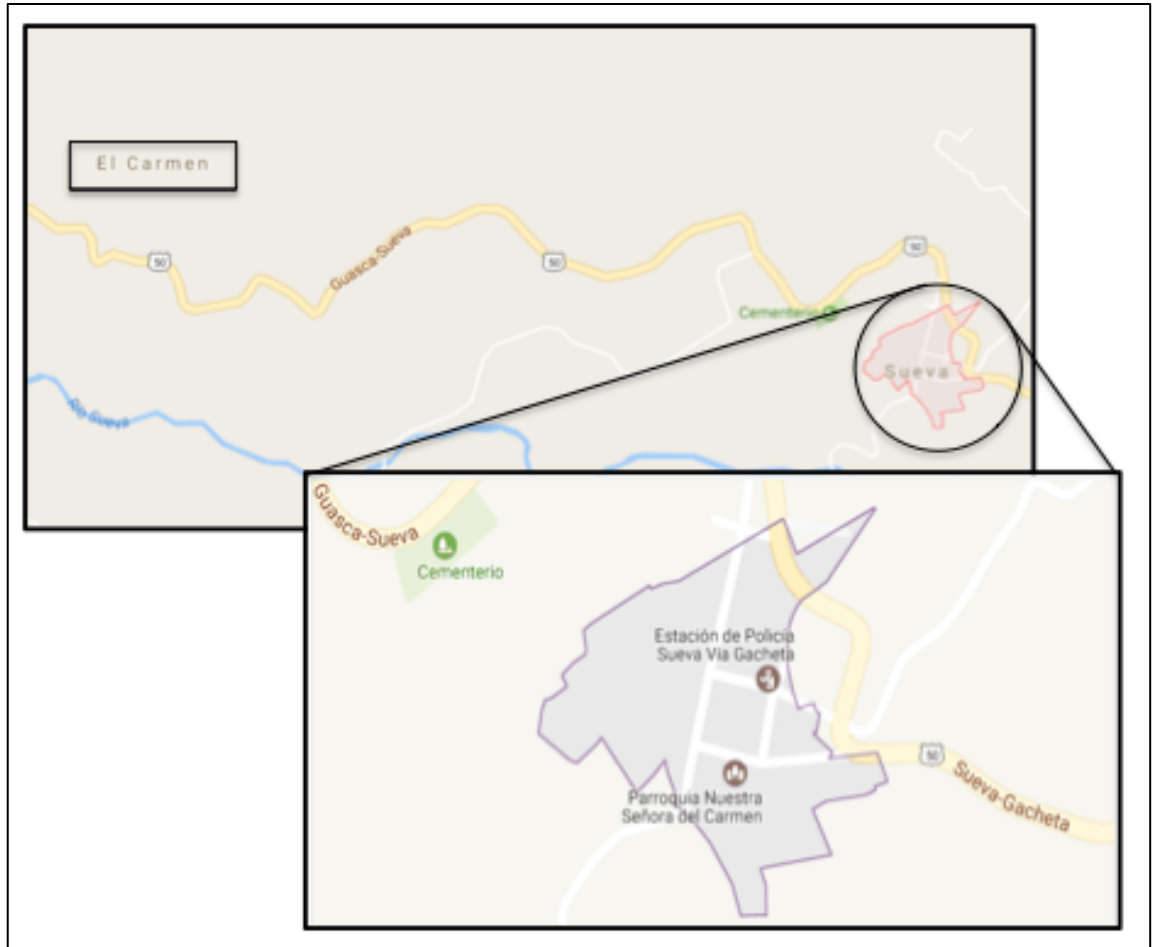 El Carmen
50
Guasca-Sueva
50
50
Cementerio
Sueva
Río Sueva
Guasca-Sueva
Cementerio
Estación de Policía
Sueva Vía Gacheta
50
Sueva-Gacheta
Parroquia Nuestra
Señora del Carmen